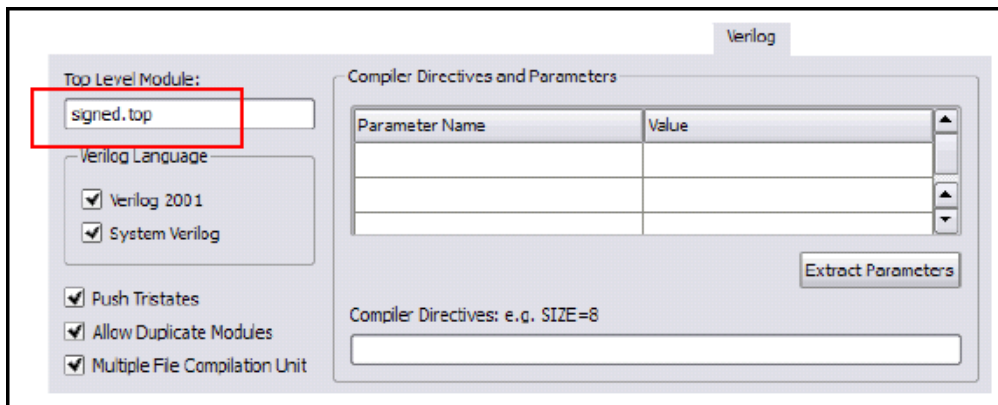 Verilog
Top Level Module:
signed.top
Verilog Language
Verilog 2001
System Verilog
Push Tristates
Allow Duplicate Modules
Multiple File Compilation Unit
Compiler Directives and Parameters
Parameter Name Value
Extract Parameters
Compiler Directives: e.g. SIZE=8